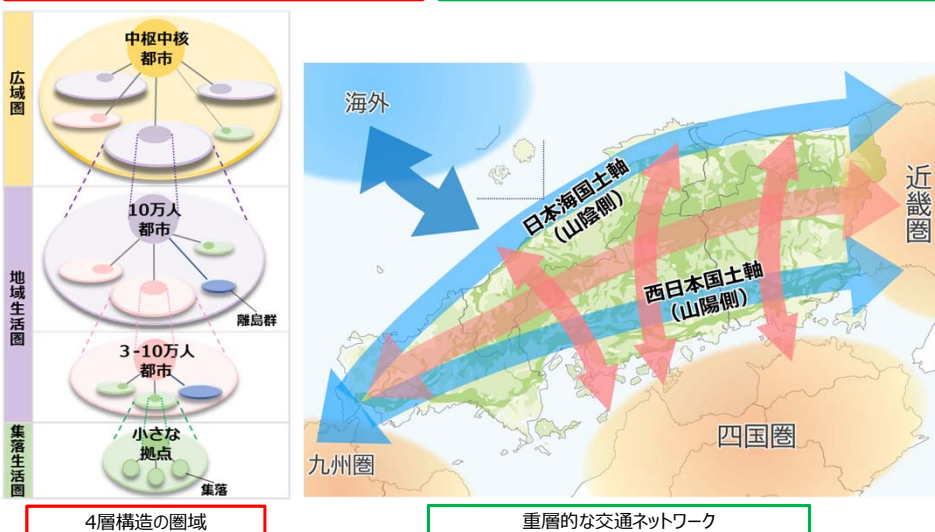 中枢中核
都市
広域圏
10万人
都市
離島群
地域生活圏
3-10万人
都市
小さな
拠点
集落
集落生活圏
4層構造の圏域
海外
日本海国土軸
(山陰側)
西日本国土軸
(山陽側)
近畿圏
四国圏
九州圏
重層的な交通ネットワーク